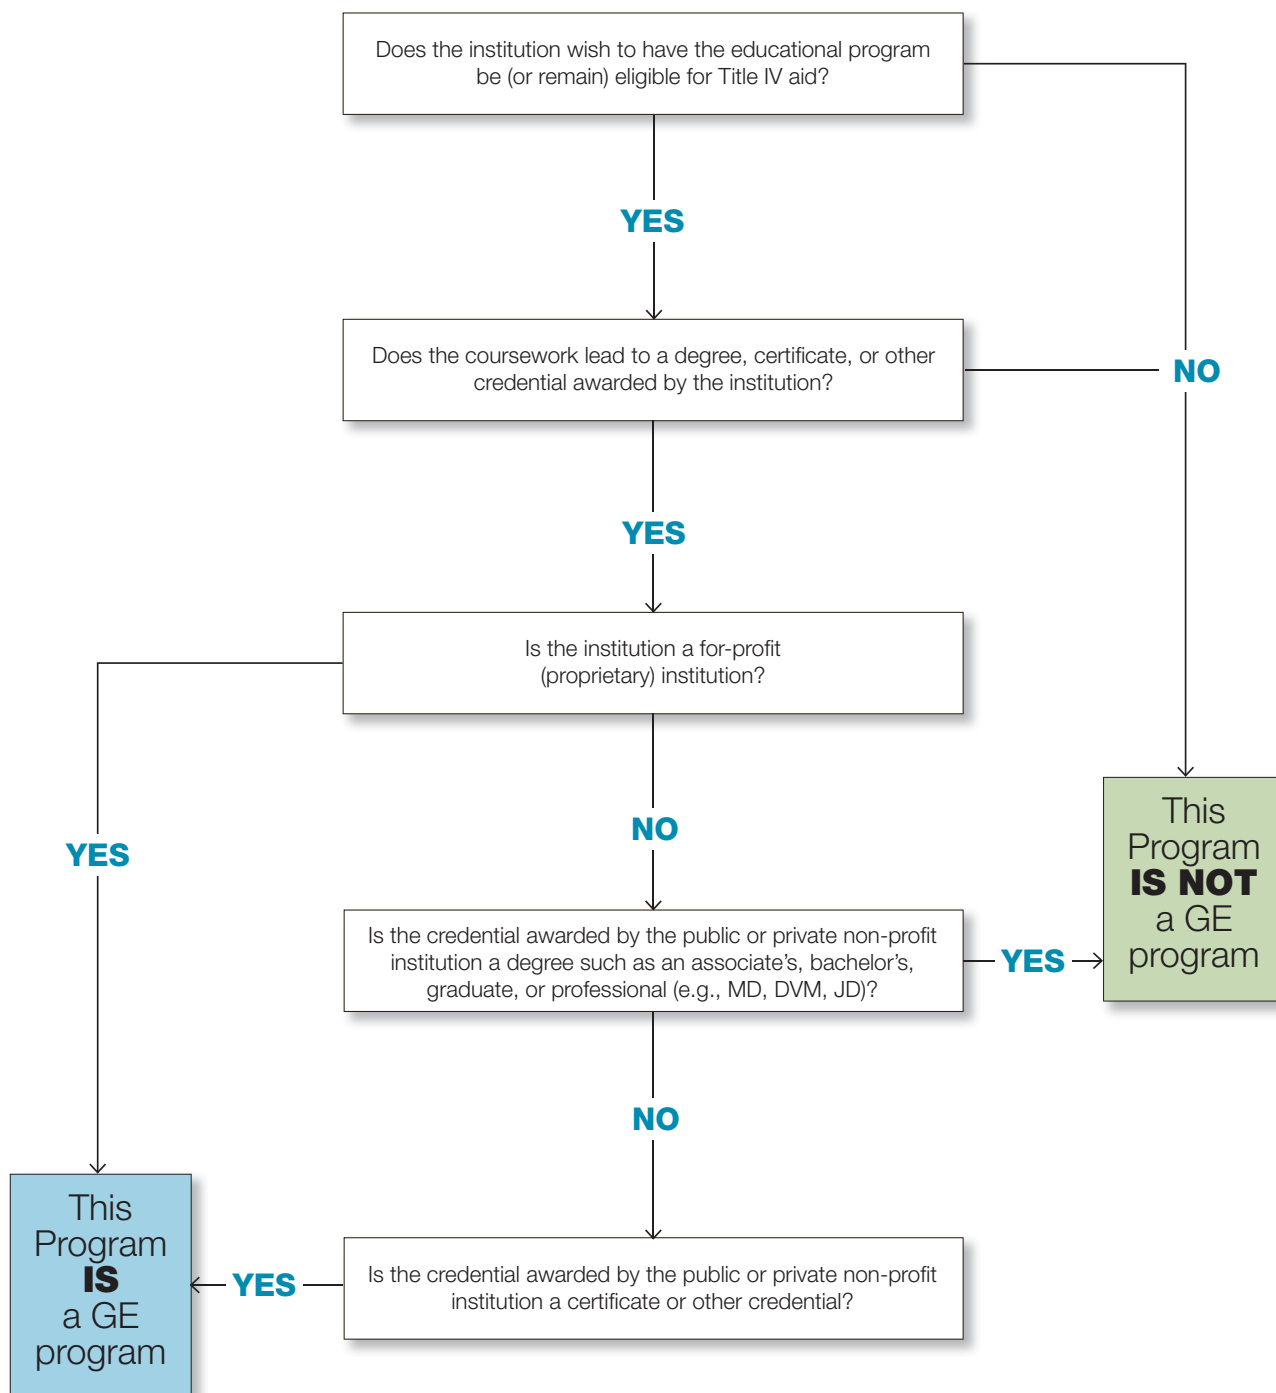 Does the institution wish to have the educational program
be (or remain) eligible for Title IV aid?
YES
Does the coursework lead to a degree, certificate, or other
credential awarded by the institution?
NO
YES
Is the institution a for-profit
(proprietary) institution?
YES
NO
This
Program
IS NOT
a GE
program
Is the credential awarded by the public or private non-profit
institution a degree such as an associate's, bachelor's,
graduate, or professional (e.g., MD, DVM, JD)?
YES
NO
This
Program
IS
a GE
program
YES
Is the credential awarded by the public or private non-profit
institution a certificate or other credential?